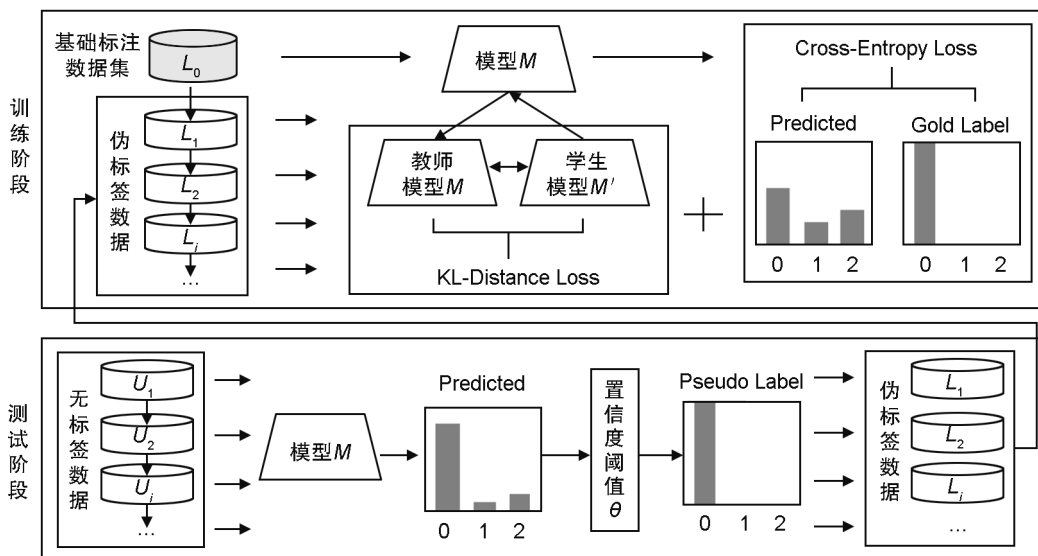 训练阶段
基础标注
数据集
L₀
伪标签数据
L₁
L₂
Lᵢ
...
模型M
教师
模型M
学生
模型M'
KL-Distance Loss
+
Cross-Entropy Loss
Predicted
Gold Label
0 1 2
0 1 2
测试阶段
无标签数据
U₁
U₂
Uᵢ
...
模型M
Predicted
0 1 2
置信度阈值θ
Pseudo Label
0 1 2
伪标签数据
L₁
L₂
Lᵢ
...